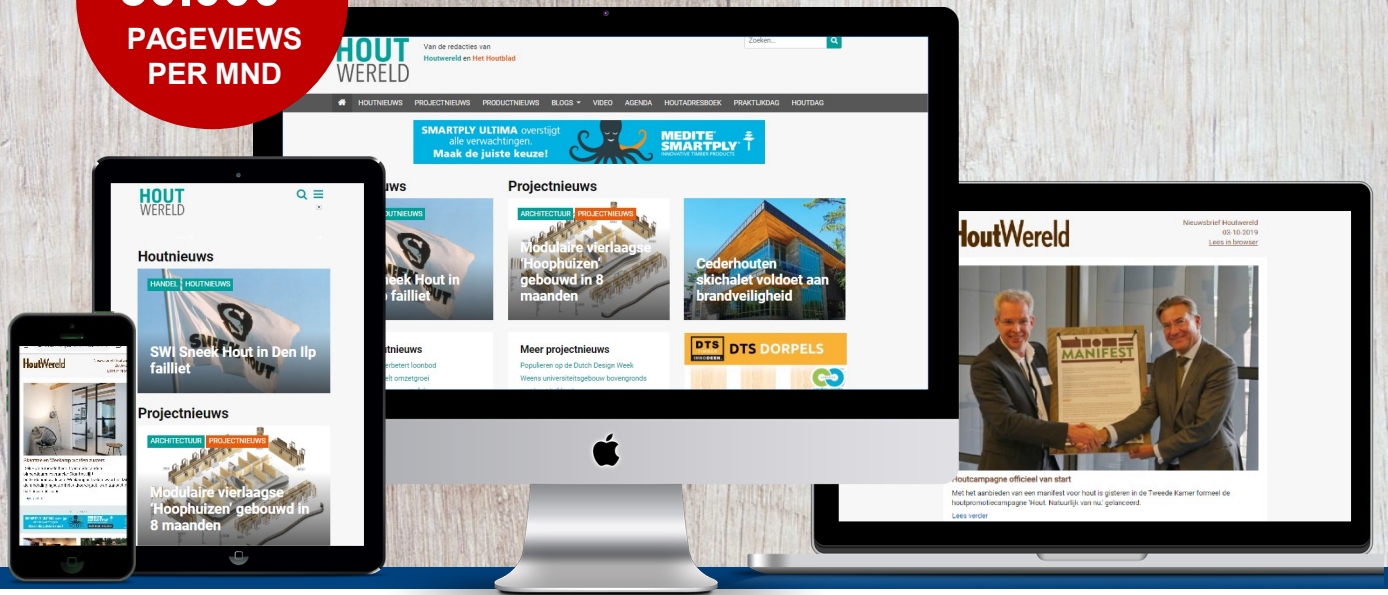 PAGEVIEWS
PER MND
HOUT
WERELD
Van de redacties van
Houtwereld en Het Houtblad
Zoeken...
HOUTNIEUWS PROJECTNIEUWS PRODUCTNIEUWS BLOGS VIDEO AGENDA HOUTADRESBOEK PRAKTIJKDAG HOUTDAG
SMARTPLY ULTIMA overstijgt
alle verwachtingen.
Maak de juiste keuze!
MEDITE
SMARTPLY
INNOVATIVE TIMBER PRODUCTS
Projectnieuws
ARCHITECTUUR PROJECTNIEUWS
Modulaire vierlaagse
'Hoophuizen'
gebouwd in 8
maanden
Cederhouten
skichalet voldoet aan
brandveiligheid
Hout in
failliet
Meer projectnieuws
Populieren op de Dutch Design Week
Weens universiteitsgebouw bovengronds
loonbod
omzetgroei
DTS
DTS DORPELS
HOUT
WERELD
Houtnieuws
HANDEL HOUTNIEUWS
SWI Sneek Hout in Den Ilp
failliet
Projectnieuws
ARCHITECTUUR PROJECTNIEUWS
Modulaire vierlaagse
'Hoophuizen' gebouwd in
8 maanden
HoutWereld
HoutWereld
Nieuwsbrief Houtwereld
03-10-2019
Lees in browser
MANIFEST
Houtcampagne officieel van start
Met het aanbieden van een manifest voor hout is gisteren in de Tweede Kamer formeel de
houtpromotiecampagne 'Hout. Natuurlijk van nu.' gelanceerd.
Lees verder